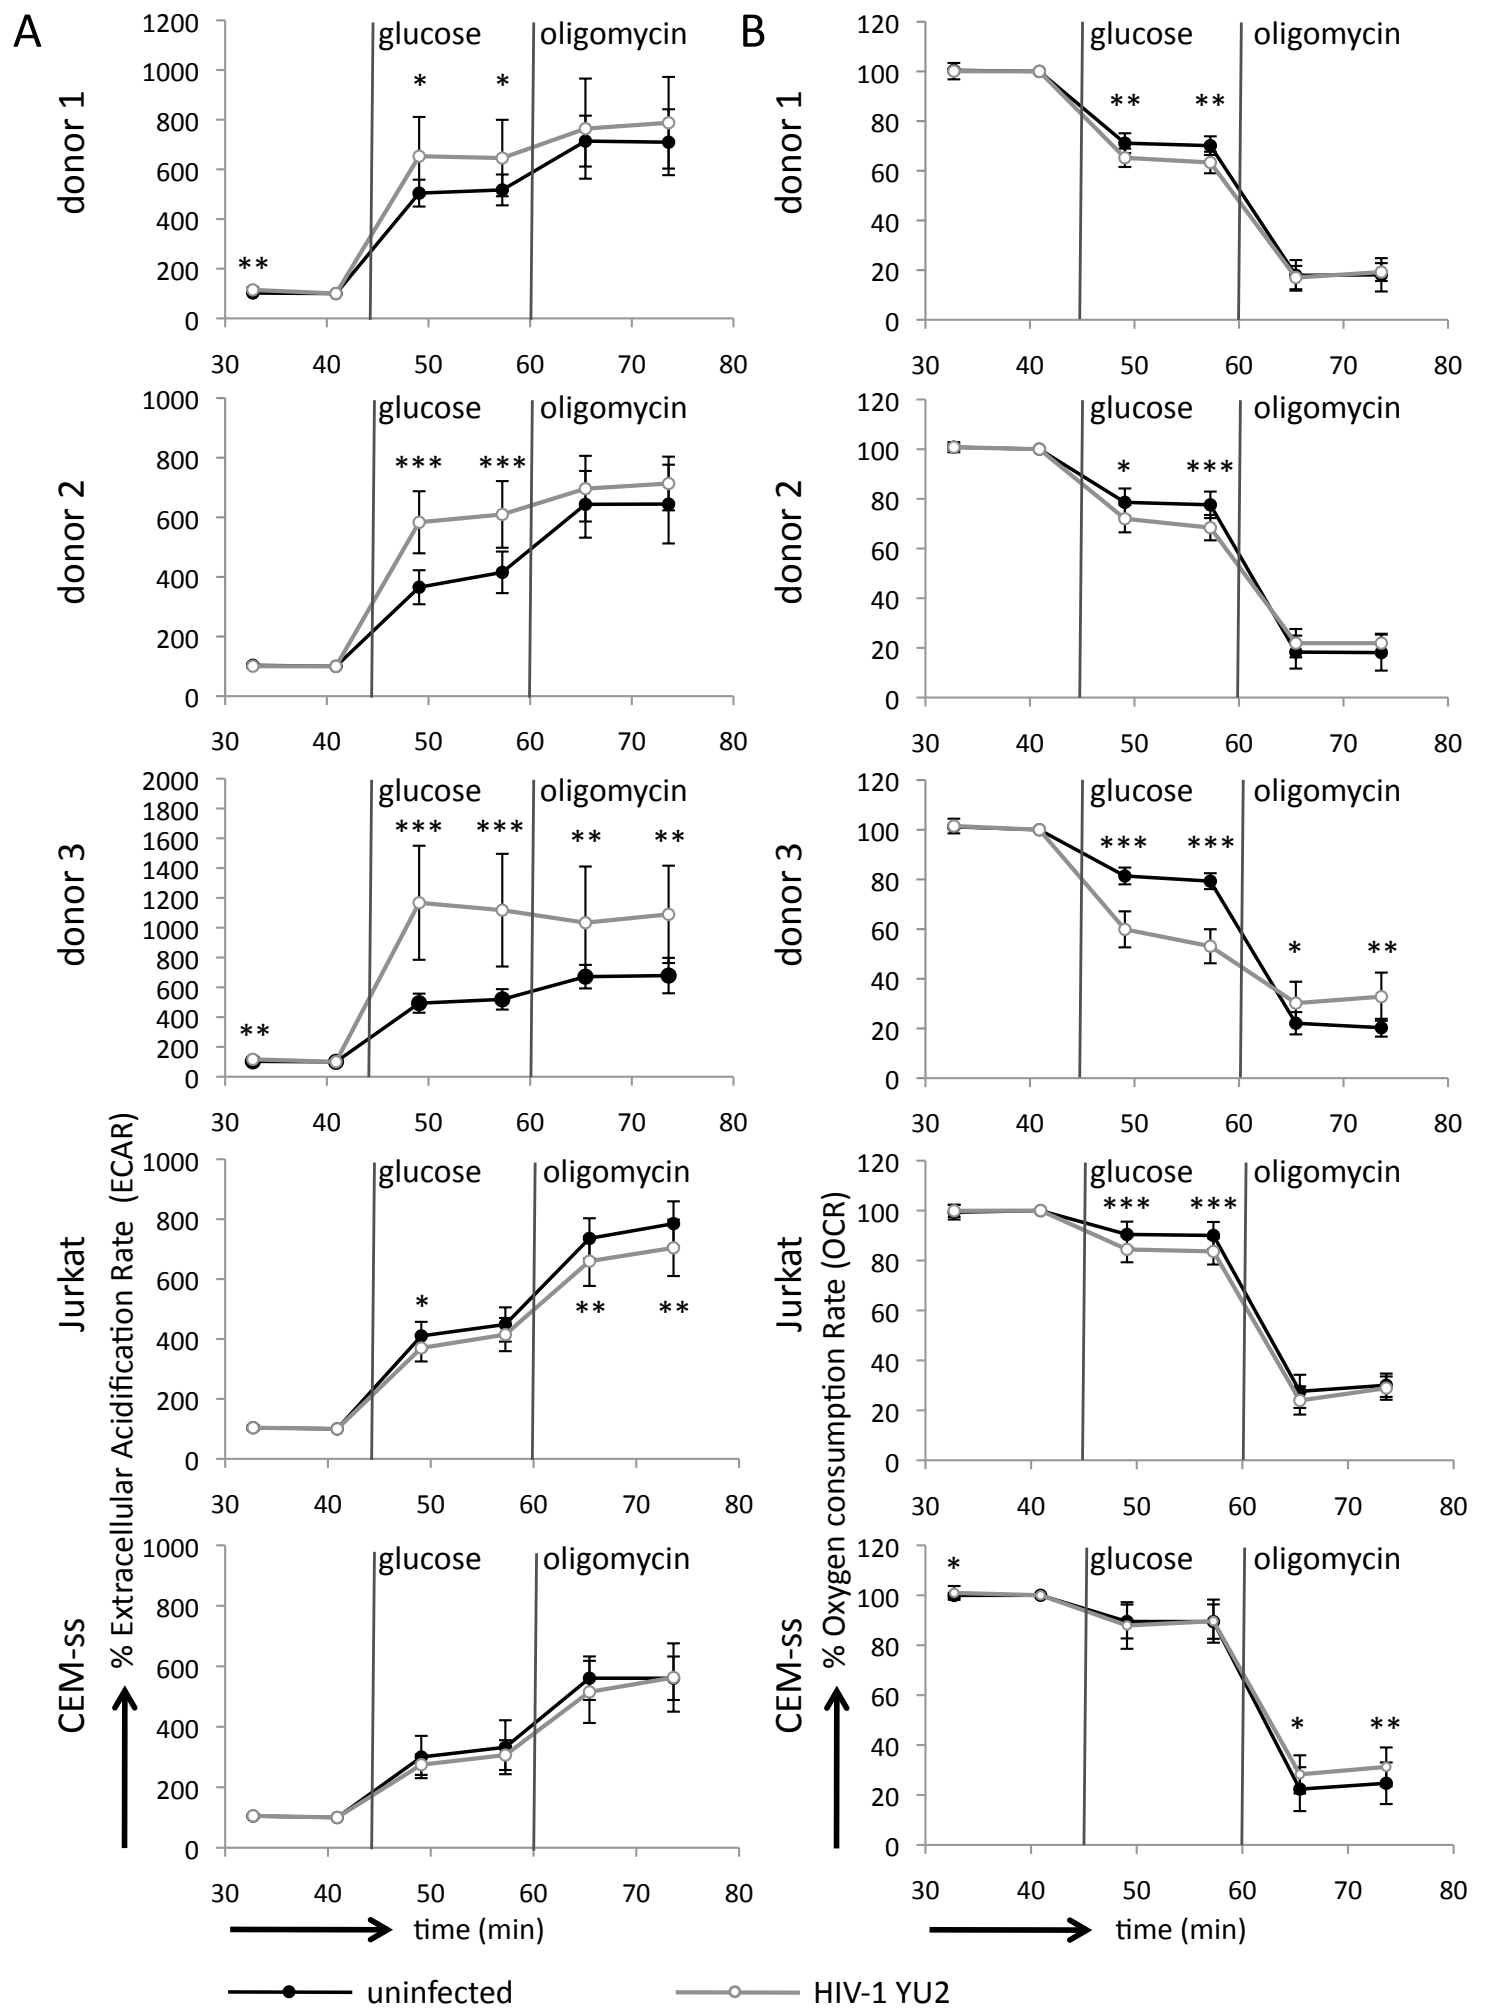 A
B
donor 1
1200
1000
800
600
400
200
0
glucose
oligomycin
* *
**
30 40 50 60 70 80
donor 1
120
100
80
60
40
20
0
glucose
oligomycin
** **
30 40 50 60 70 80
donor 2
1000
800
600
400
200
0
glucose
oligomycin
*** ***
30 40 50 60 70 80
donor 2
120
100
80
60
40
20
0
glucose
oligomycin
* ***
30 40 50 60 70 80
donor 3
2000
1800
1600
1400
1200
1000
800
600
400
200
0
glucose
oligomycin
*** *** ** **
**
30 40 50 60 70 80
donor 3
120
100
80
60
40
20
0
glucose
oligomycin
*** ***
* **
30 40 50 60 70 80
Jurkat
1000
800
600
400
200
0
glucose
oligomycin
* ** **
30 40 50 60 70 80
Jurkat
120
100
80
60
40
20
0
glucose
oligomycin
*** ***
30 40 50 60 70 80
CEM-ss
% Extracellular Acidification Rate (ECAR)
1000
800
600
400
200
0
glucose
oligomycin
30 40 50 60 70 80
time (min)
CEM-ss
% Oxygen consumption Rate (OCR)
120
100
80
60
40
20
0
glucose
oligomycin
*
* **
30 40 50 60 70 80
time (min)
uninfected
HIV-1 YU2